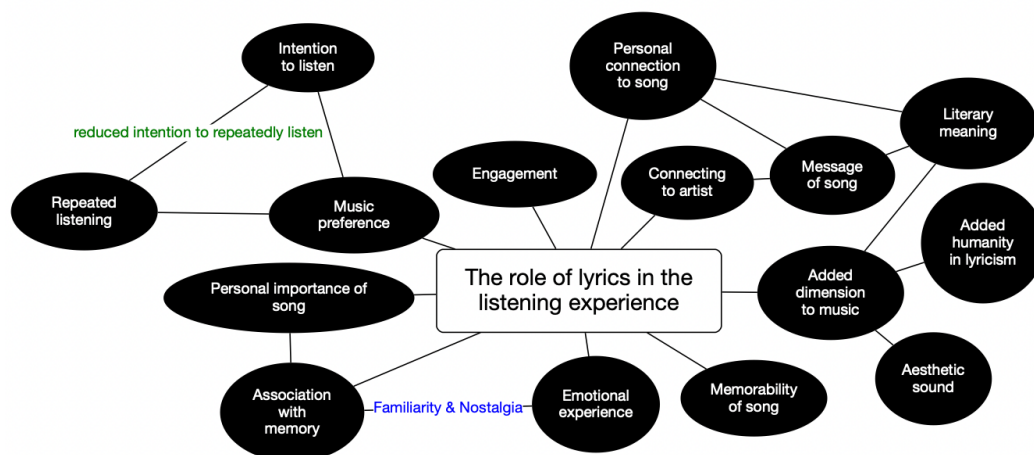 Intention
to listen
Personal
connection
to song
reduced intention to repeatedly listen
Literary
meaning
Engagement
Connecting
to artist
Message
of song
Repeated
listening
Music
preference
Added
humanity
in lyricism
The role of lyrics in the
listening experience
Personal importance of
song
Added
dimension
to music
Aesthetic
sound
Association
with
memory
Familiarity & Nostalgia
Emotional
experience
Memorability
of song